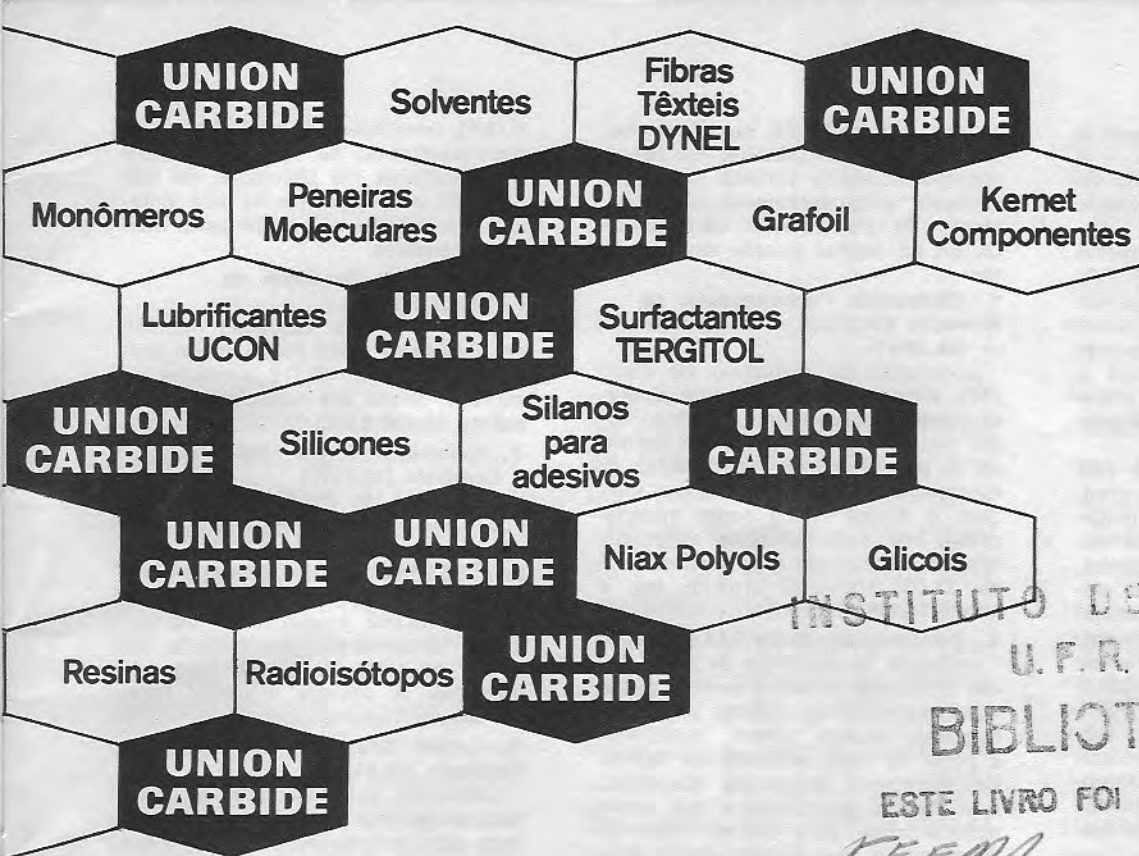 UNION
CARBIDE
Solventes
Fibras
Têxteis
DYNEL
UNION
CARBIDE
Monômeros
Peneiras
Moleculares
UNION
CARBIDE
Grafoil
Kemet
Componentes
Lubrificantes
UCON
UNION
CARBIDE
Surfactantes
TERGITOL
UNION
CARBIDE
Silicones
Silanos
para
adesivos
UNION
CARBIDE
UNION
CARBIDE
UNION
CARBIDE
Niax Polyols
Glicois
Resinas
Radioisótopos
UNION
CARBIDE
UNION
CARBIDE
INSTITUTO
U. F. R.
BIBLIOT
ESTE LIVRO FOI